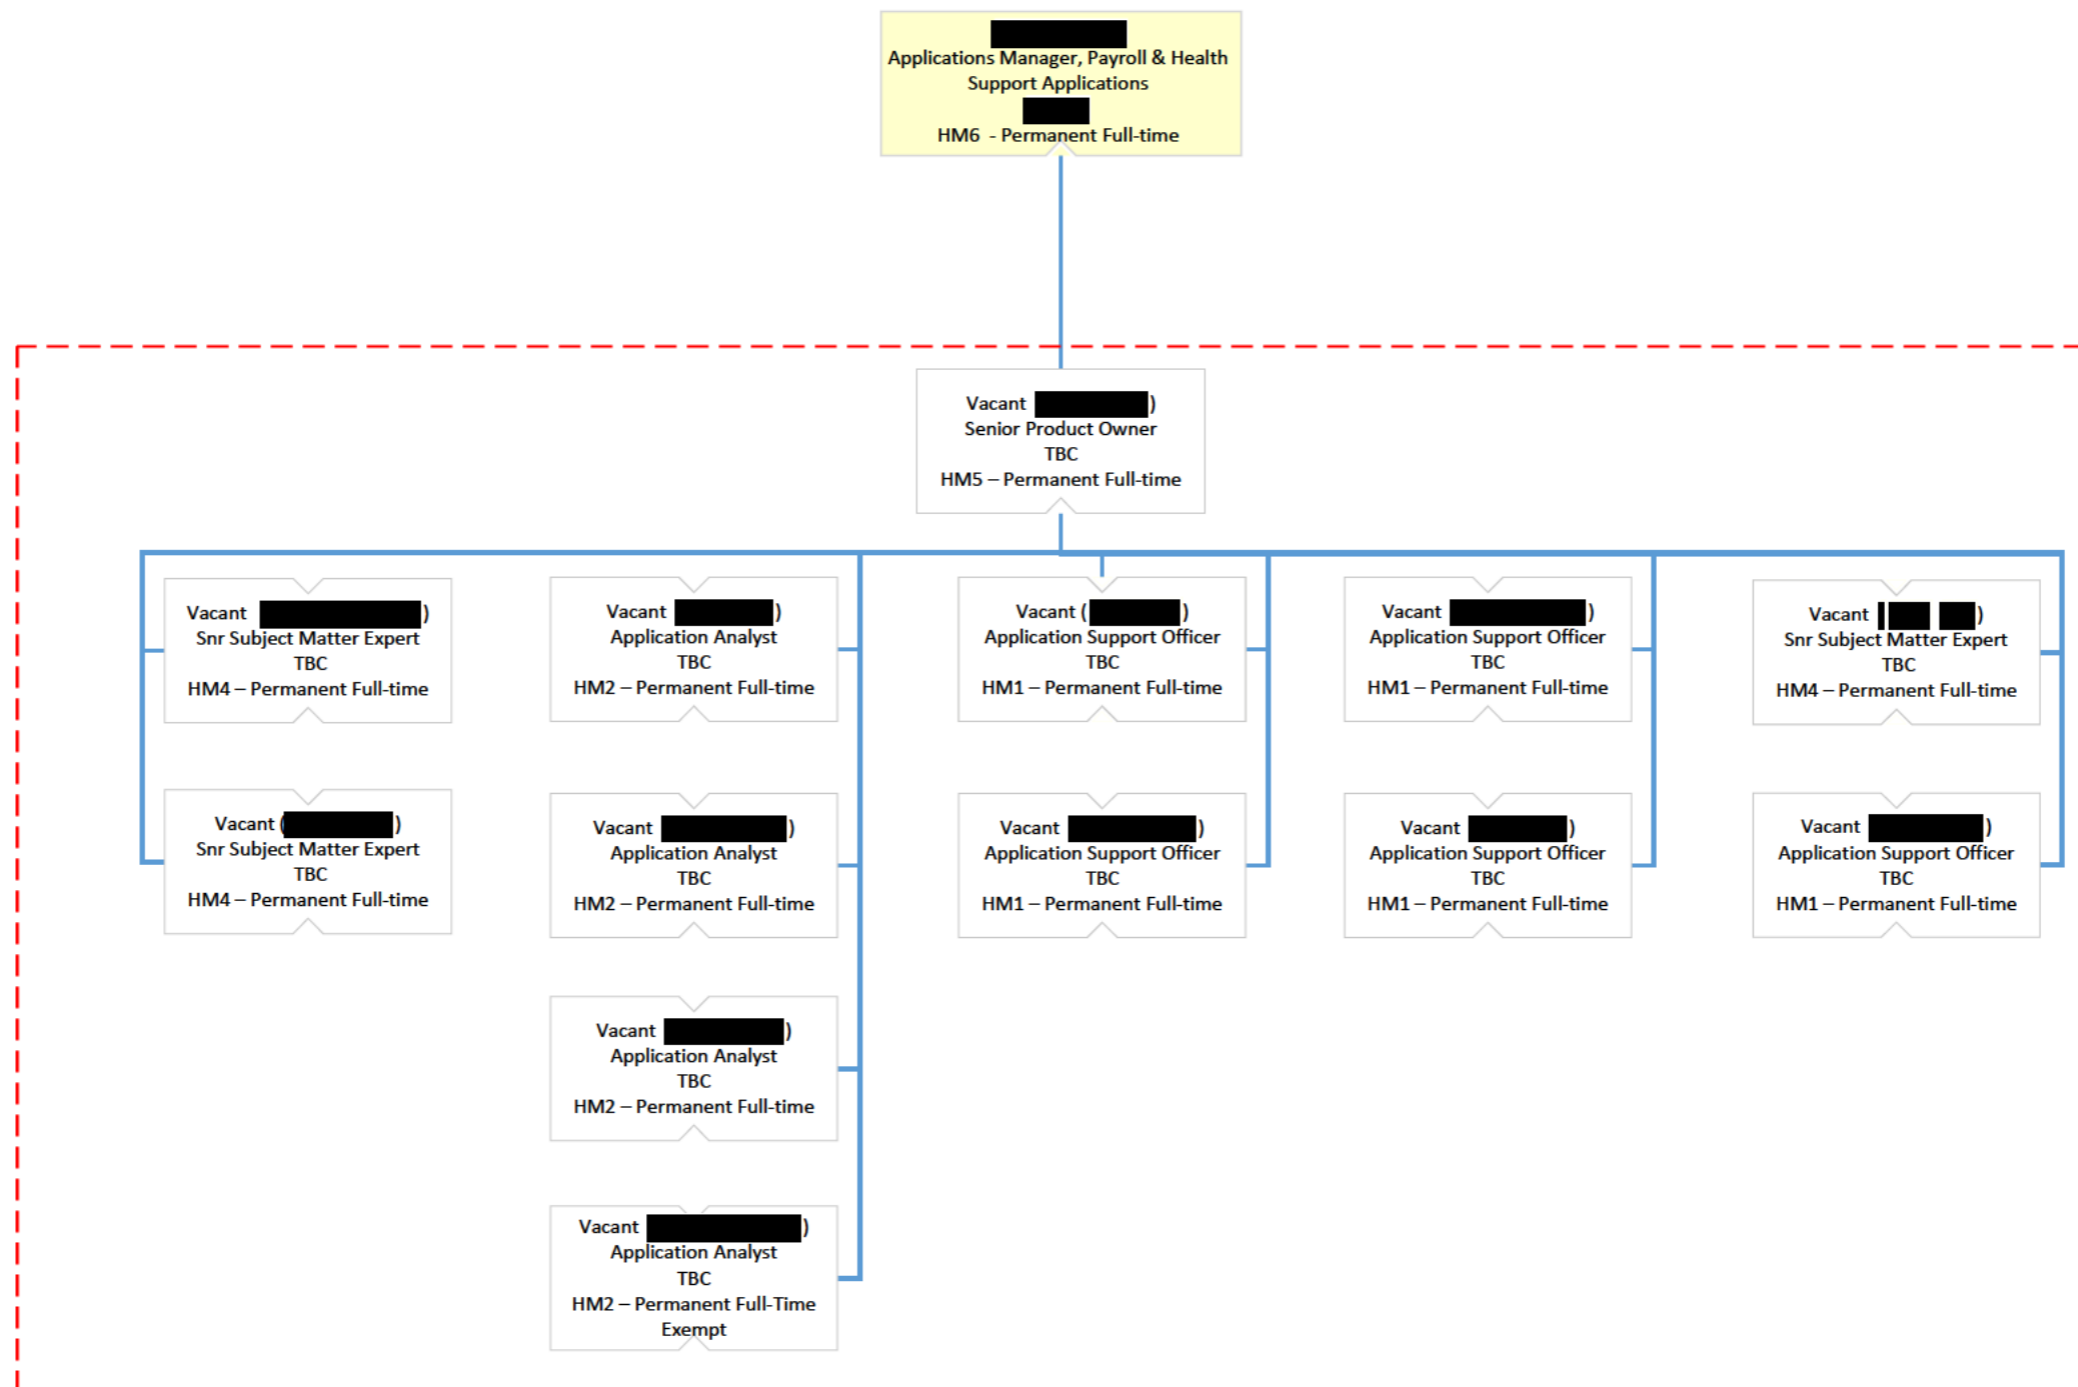 Applications Manager, Payroll & Health
Support Applications
HM6 - Permanent Full-time
Vacant )
Senior Product Owner
TBC
HM5 – Permanent Full-time
Vacant )
Snr Subject Matter Expert
TBC
HM4 – Permanent Full-time
Vacant )
Application Analyst
TBC
HM2 – Permanent Full-time
Vacant ( )
Application Support Officer
TBC
HM1 – Permanent Full-time
Vacant )
Application Support Officer
TBC
HM1 – Permanent Full-time
Vacant )
Snr Subject Matter Expert
TBC
HM4 – Permanent Full-time
Vacant ( )
Snr Subject Matter Expert
TBC
HM4 – Permanent Full-time
Vacant )
Application Analyst
TBC
HM2 – Permanent Full-time
Vacant )
Application Support Officer
TBC
HM1 – Permanent Full-time
Vacant )
Application Support Officer
TBC
HM1 – Permanent Full-time
Vacant )
Application Support Officer
TBC
HM1 – Permanent Full-time
Vacant )
Application Analyst
TBC
HM2 – Permanent Full-time
Vacant )
Application Analyst
TBC
HM2 – Permanent Full-Time
Exempt